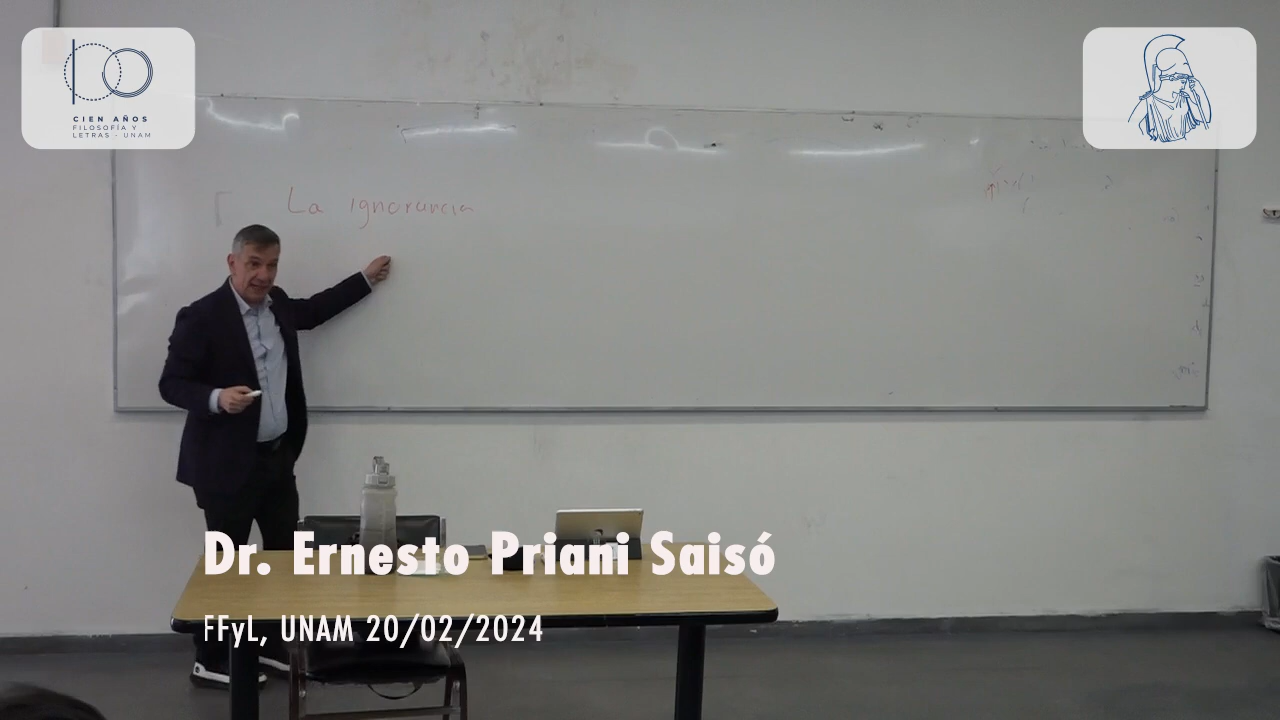 CIEN AÑOS
FILOSOFÍA Y
LETRAS - UNAM
La ignorancia
Dr. Ernesto Priani Saisó
FFyL, UNAM 20/02/2024